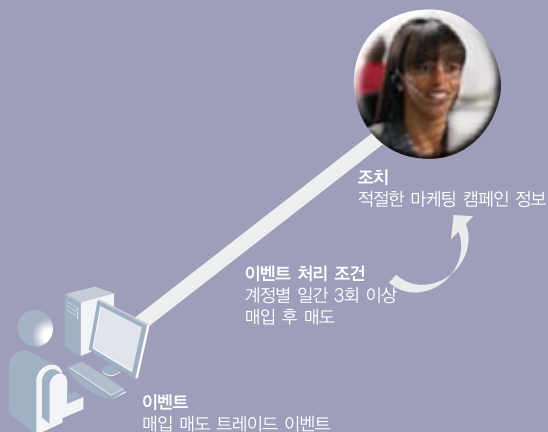 조치
적절한 마케팅 캠페인 정보
이벤트 처리 조건
계정별 일간 3회 이상
매입 후 매도
이벤트
매입 매도 트레이드 이벤트